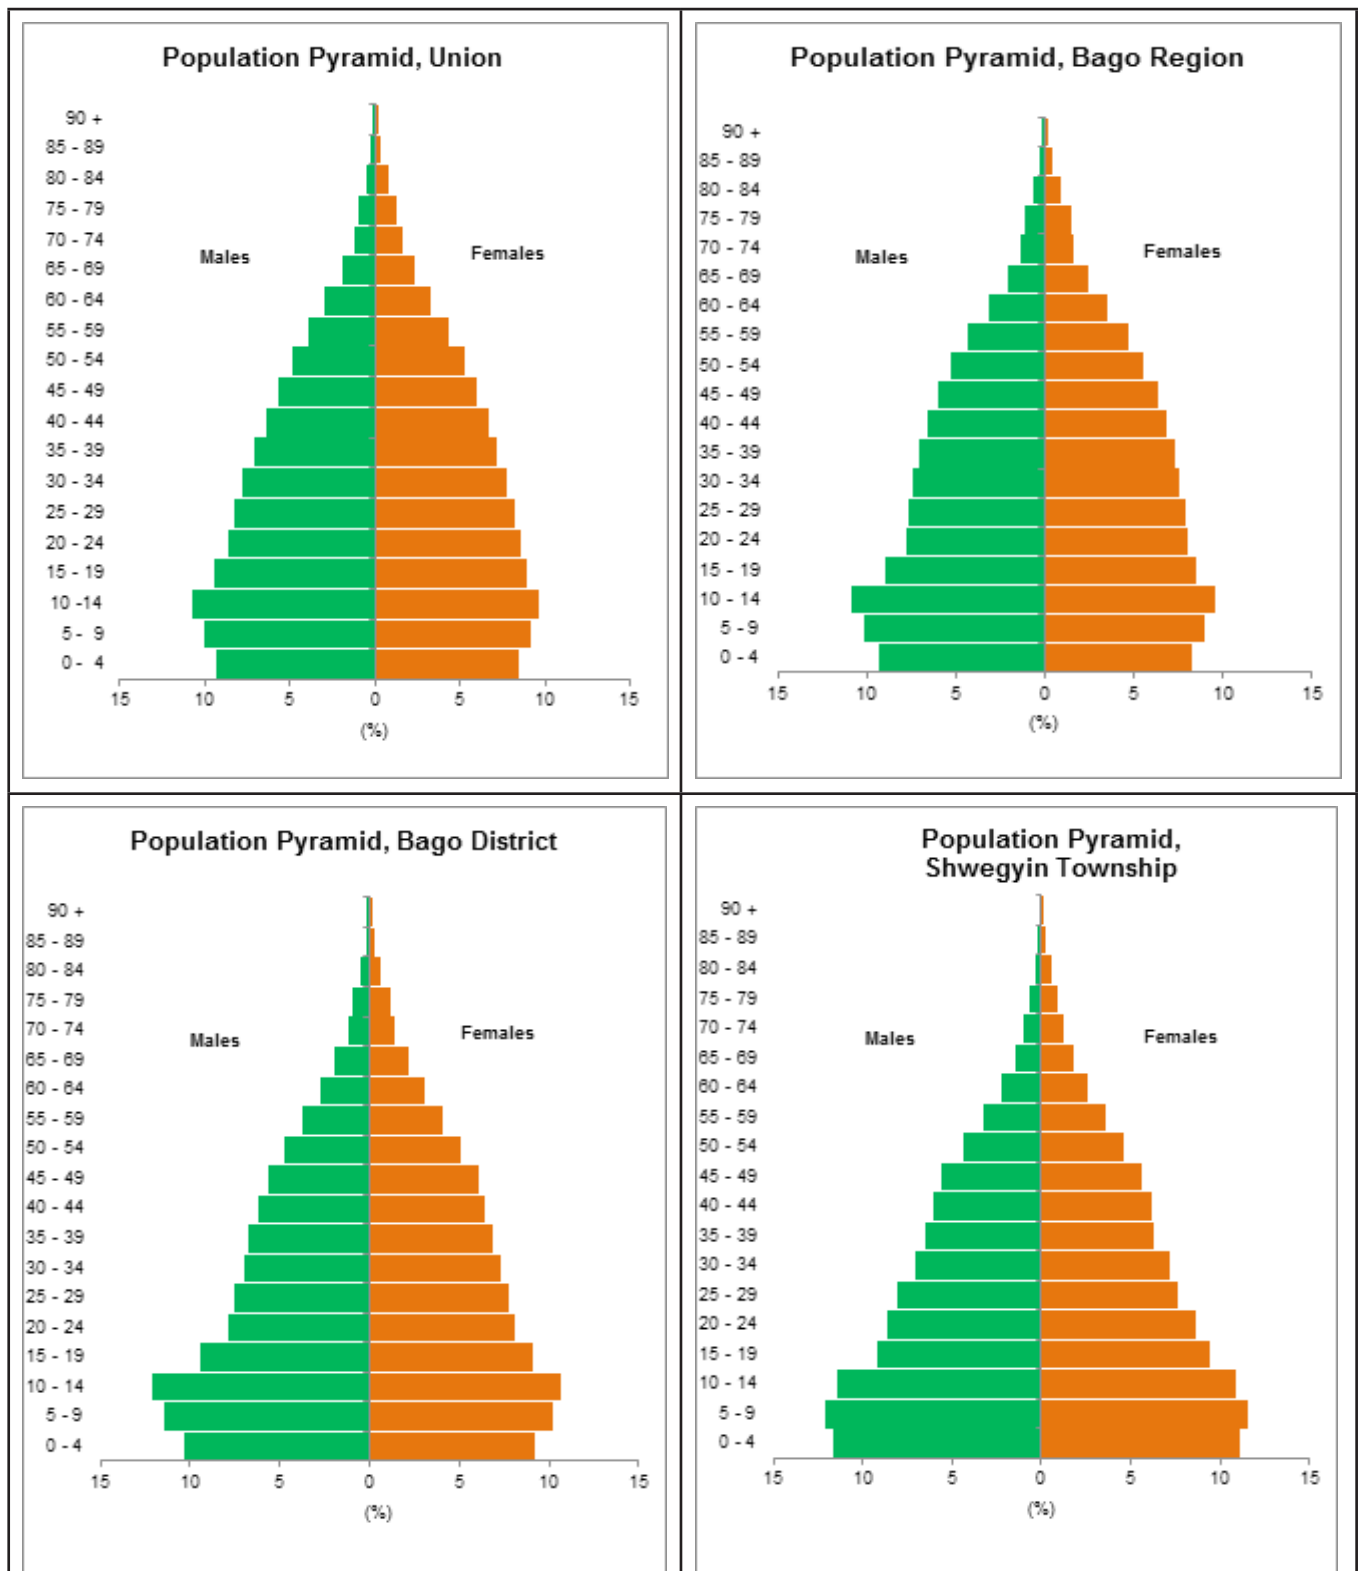 Population Pyramid, Union
90 +
85 - 89
80 - 84
75 - 79
70 - 74
65 - 69
60 - 64
55 - 59
50 - 54
45 - 49
40 - 44
35 - 39
30 - 34
25 - 29
20 - 24
15 - 19
10 -14
5 - 9
0 - 4
Males
Females
15 10 5 0 5 10 15
(%)
Population Pyramid, Bago Region
90 +
85 - 89
80 - 84
75 - 79
70 - 74
65 - 69
60 - 64
55 - 59
50 - 54
45 - 49
40 - 44
35 - 39
30 - 34
25 - 29
20 - 24
15 - 19
10 - 14
5 - 9
0 - 4
Males
Females
15 10 5 0 5 10 15
(%)
Population Pyramid, Bago District
90 +
85 - 89
80 - 84
75 - 79
70 - 74
65 - 69
60 - 64
55 - 59
50 - 54
45 - 49
40 - 44
35 - 39
30 - 34
25 - 29
20 - 24
15 - 19
10 - 14
5 - 9
0 - 4
Males
Females
15 10 5 0 5 10 15
(%)
Population Pyramid,
Shwegyin Township
90 +
85 - 89
80 - 84
75 - 79
70 - 74
65 - 69
60 - 64
55 - 59
50 - 54
45 - 49
40 - 44
35 - 39
30 - 34
25 - 29
20 - 24
15 - 19
10 - 14
5 - 9
0 - 4
Males
Females
15 10 5 0 5 10 15
(%)